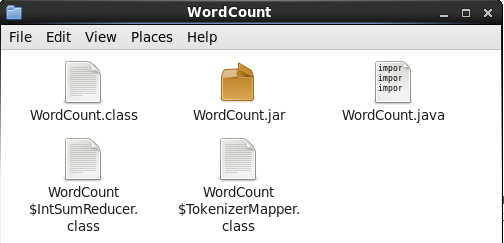 WordCount
File Edit View Places Help
impor
impor
impor
WordCount.class WordCount.jar WordCount.java
WordCount
$IntSumReducer.
class
WordCount
$TokenizerMapper.
class